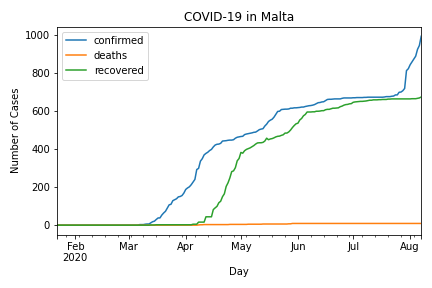 COVID-19 in Malta
confirmed
deaths
recovered
Number of Cases
1000
800
600
400
200
0
Feb
2020
Mar
Apr
May
Jun
Jul
Aug
Day